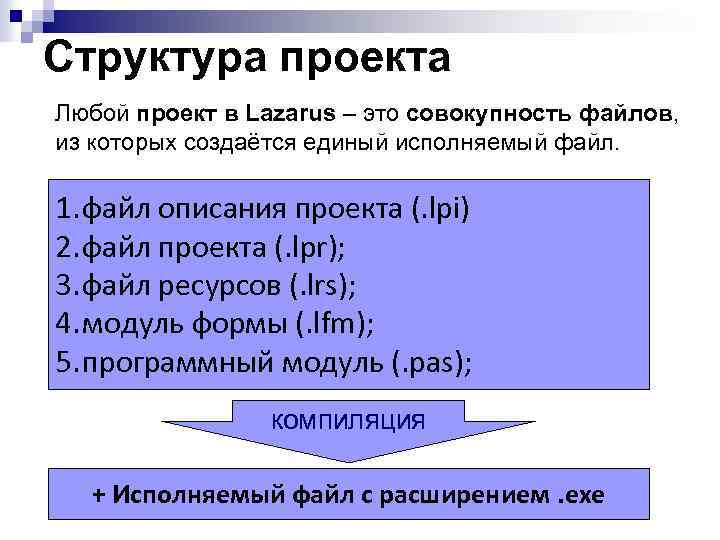 Структура проекта
Любой проект в Lazarus – это совокупность файлов,
из которых создаётся единый исполняемый файл.
1. файл описания проекта (. lpi)
2. файл проекта (. lpr);
3. файл ресурсов (. lrs);
4. модуль формы (. lfm);
5. программный модуль (. pas);
компиляция
+ Исполняемый файл с расширением . exe